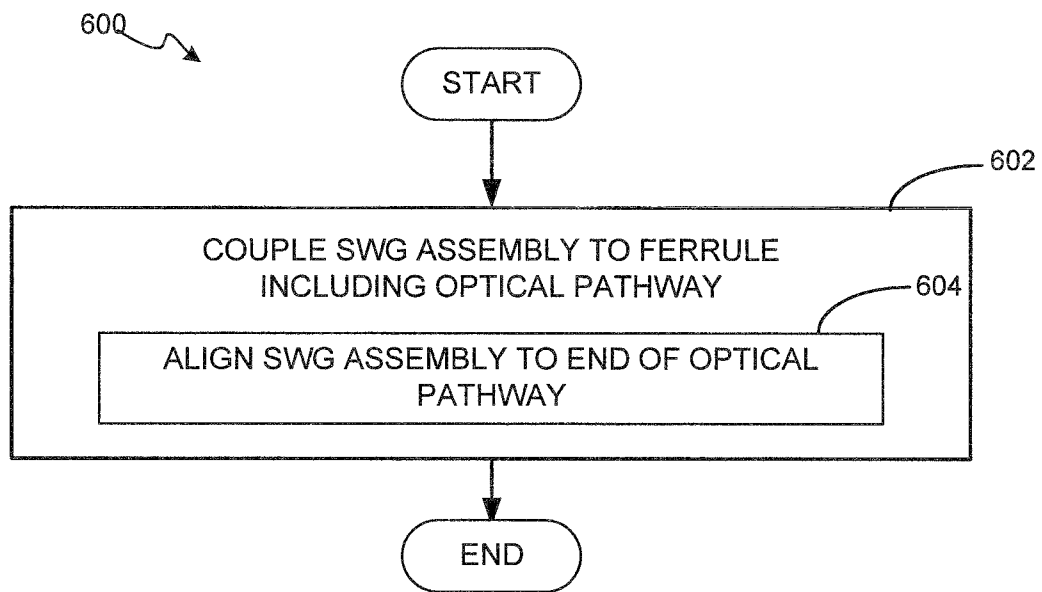 600
START
602
COUPLE SWG ASSEMBLY TO FERRULE
INCLUDING OPTICAL PATHWAY
604
ALIGN SWG ASSEMBLY TO END OF OPTICAL
PATHWAY
END